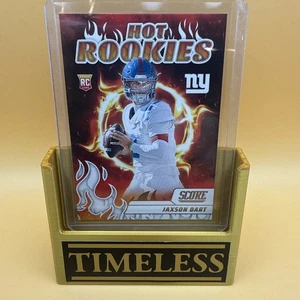 HOT
ROOKIES
RC
ny
SCORE
JAXSON DART
TIMELESS